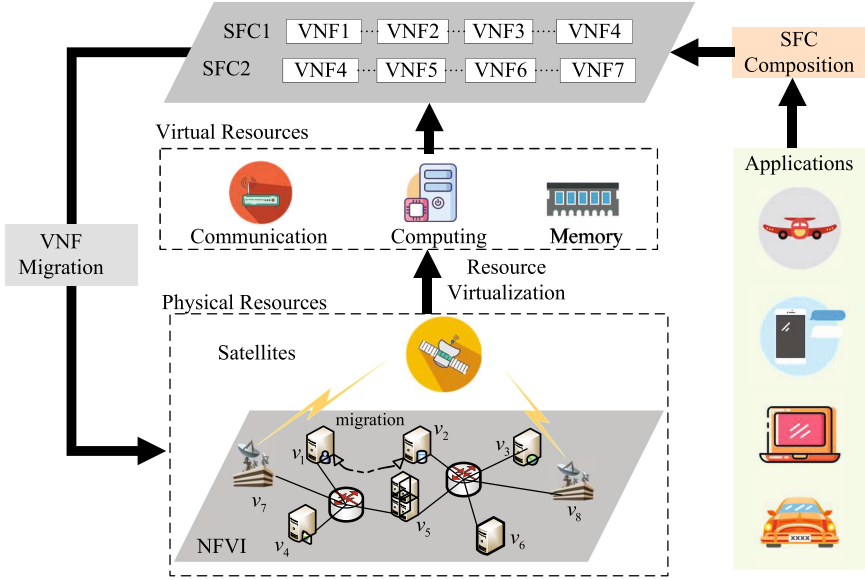 SFC1 VNF1 VNF2 VNF3 VNF4
SFC2 VNF4 VNF5 VNF6 VNF7
SFC
Composition
Virtual Resources
Communication
Computing
Memory
Applications
VNF
Migration
Resource
Virtualization
Physical Resources
Satellites
migration
v1
v2
v3
v7
v4
v5
v6
v8
NFVI
xxxx